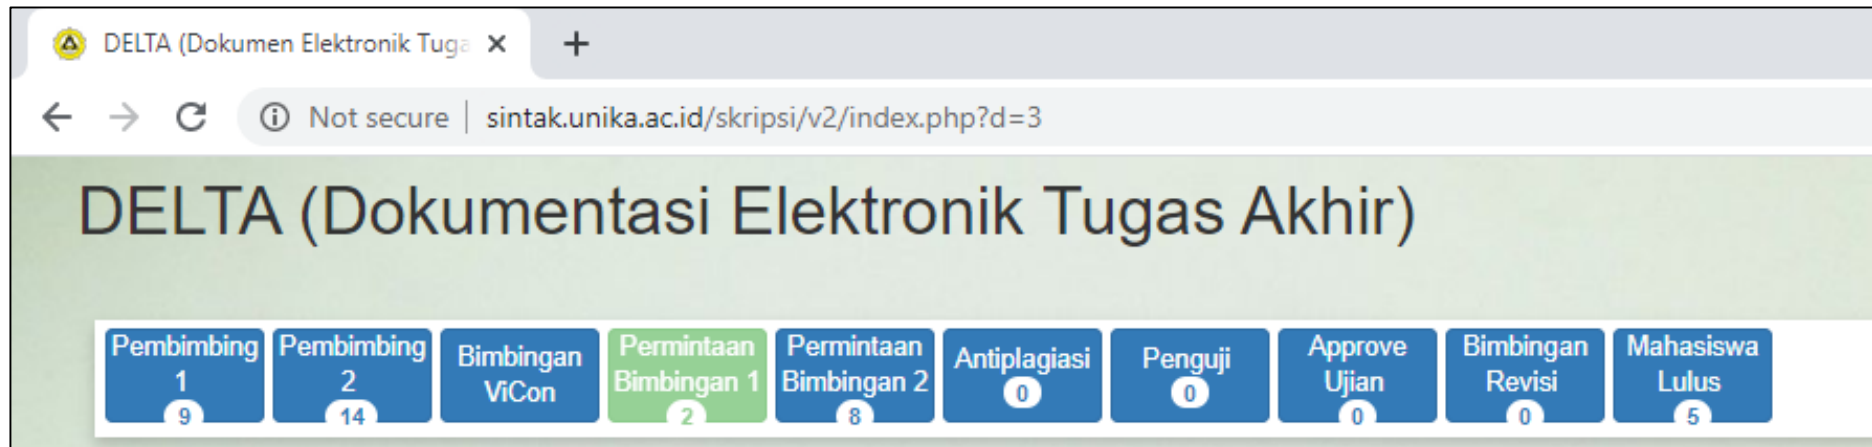 DELTA (Dokumen Elektronik Tuga
Not secure | sintak.unika.ac.id/skripsi/v2/index.php?d=3
DELTA (Dokumentasi Elektronik Tugas Akhir)
Pembimbing
1
9
Pembimbing
2
14
Bimbingan
ViCon
Permintaan
Bimbingan 1
2
Permintaan
Bimbingan 2
8
Antiplagiasi
0
Penguji
0
Approve
Ujian
0
Bimbingan
Revisi
0
Mahasiswa
Lulus
5